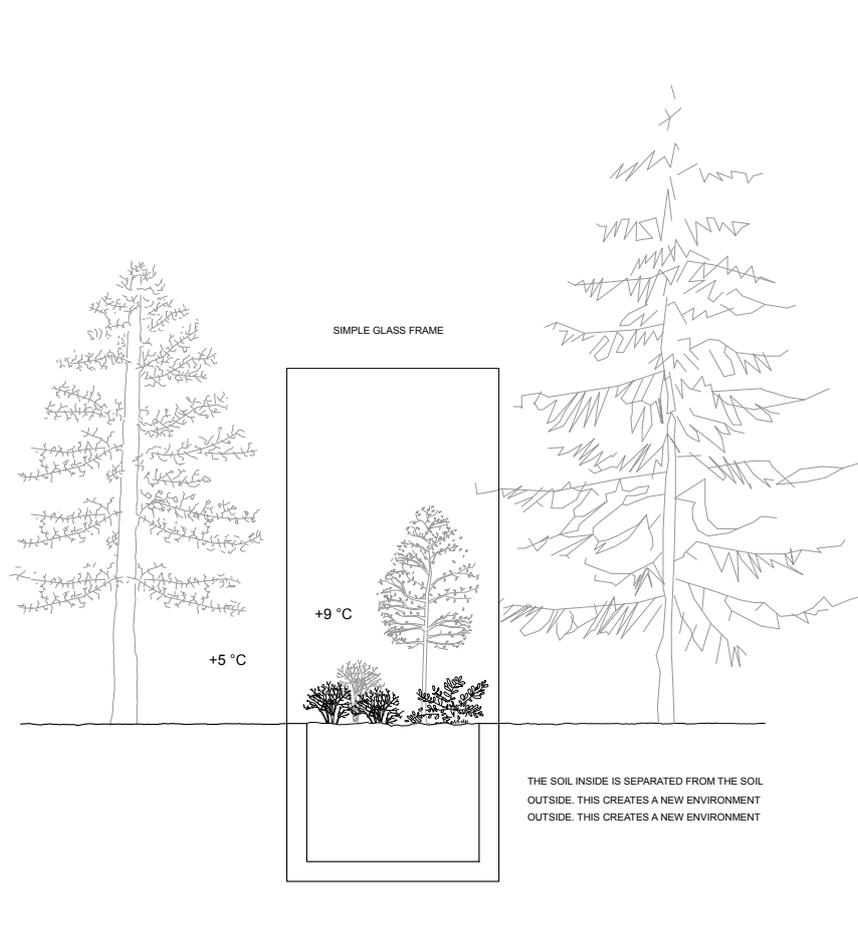 SIMPLE GLASS FRAME
+9 °C
+5 °C
THE SOIL INSIDE IS SEPARATED FROM THE SOIL
OUTSIDE. THIS CREATES A NEW ENVIRONMENT
OUTSIDE. THIS CREATES A NEW ENVIRONMENT